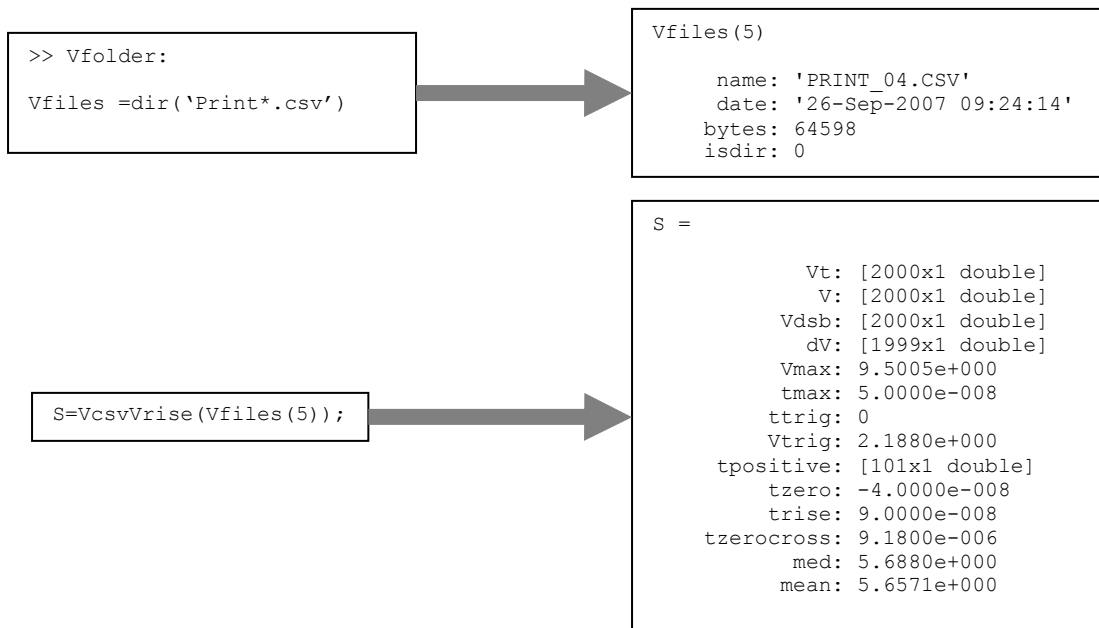 >> Vfolder:
Vfiles =dir(‘Print*.csv’)
Vfiles(5)
name: 'PRINT_04.CSV'
date: '26-Sep-2007 09:24:14'
bytes: 64598
isdir: 0
S=VcsvVrise(Vfiles(5));
S =
Vt: [2000x1 double]
V: [2000x1 double]
Vdsb: [2000x1 double]
dV: [1999x1 double]
Vmax: 9.5005e+000
tmax: 5.0000e-008
ttrig: 0
Vtrig: 2.1880e+000
tpositive: [101x1 double]
tzero: -4.0000e-008
trise: 9.0000e-008
tzerocross: 9.1800e-006
med: 5.6880e+000
mean: 5.6571e+000